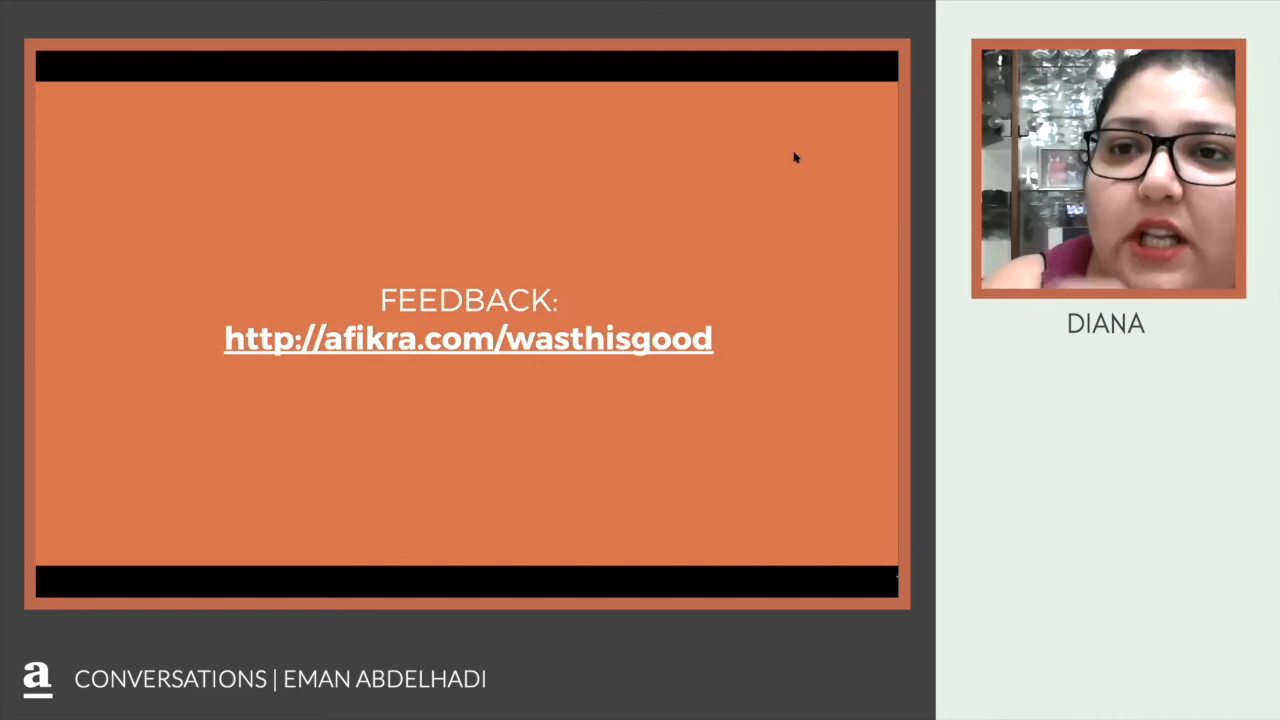 FEEDBACK:
http://afikra.com/wasthisgood
DIANA
a CONVERSATIONS | EMAN ABDELHADI